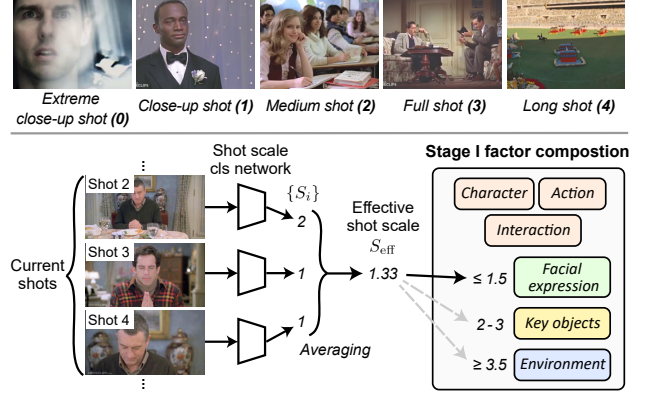 Extreme
close-up shot (0)
Close-up shot (1)
Medium shot (2)
Full shot (3)
Long shot (4)
Shot scale
cls network
Stage I factor compostion
⋮
Shot 2
{S_i}
2
Character
Action
Interaction
Effective
shot scale
S_eff
Current
shots
Shot 3
1
1.33
≤ 1.5
Facial
expression
Shot 4
1
2 - 3
Key objects
Averaging
≥ 3.5
Environment
⋮